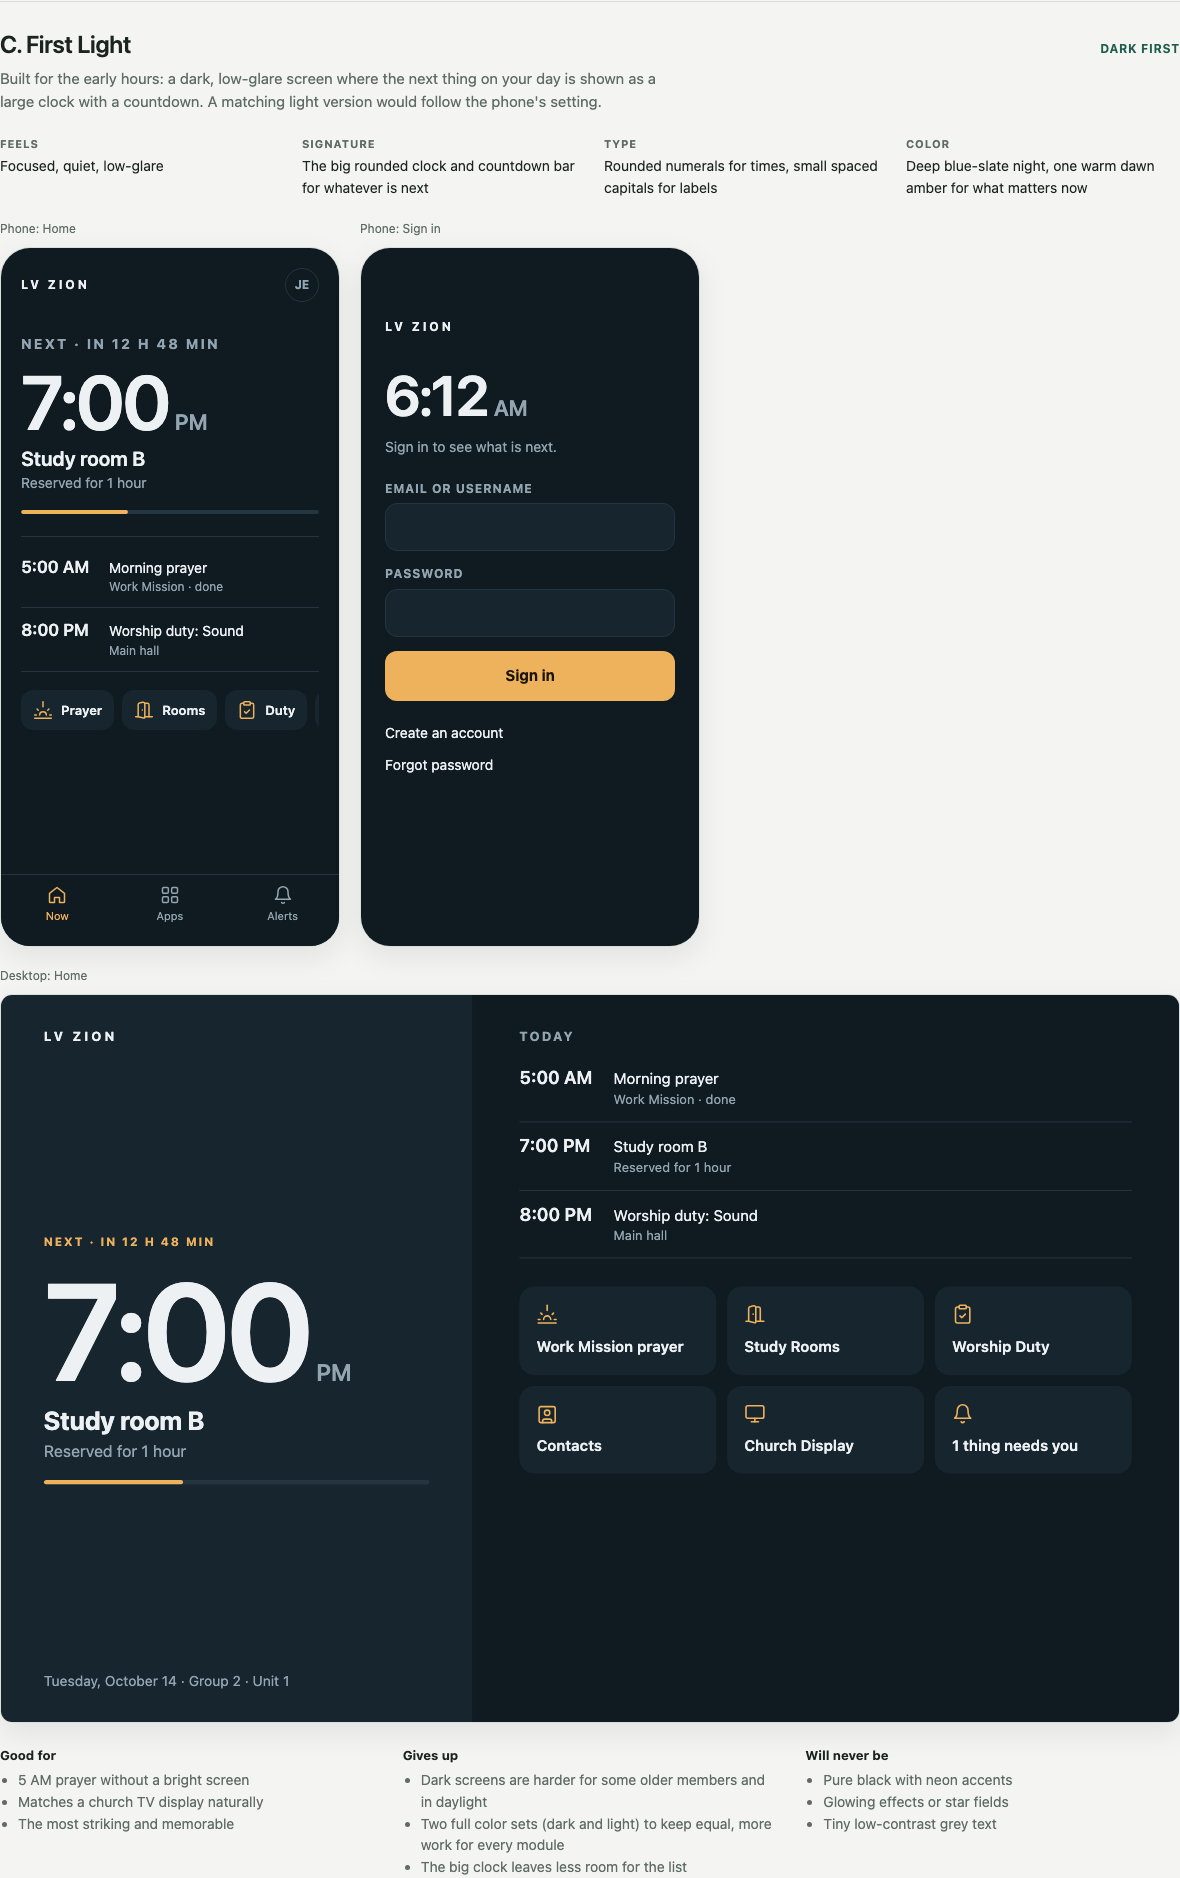 C. First Light
DARK FIRST
Built for the early hours: a dark, low-glare screen where the next thing on your day is shown as a
large clock with a countdown. A matching light version would follow the phone's setting.
FEELS
Focused, quiet, low-glare
SIGNATURE
The big rounded clock and countdown bar
for whatever is next
TYPE
Rounded numerals for times, small spaced
capitals for labels
COLOR
Deep blue-slate night, one warm dawn
amber for what matters now
Phone: Home
LV ZION
JE
NEXT · IN 12 H 48 MIN
7:00 PM
Study room B
Reserved for 1 hour
5:00 AM
Morning prayer
Work Mission · done
8:00 PM
Worship duty: Sound
Main hall
Prayer
Rooms
Duty
Now
Apps
Alerts
Phone: Sign in
LV ZION
6:12 AM
Sign in to see what is next.
EMAIL OR USERNAME
PASSWORD
Sign in
Create an account
Forgot password
Desktop: Home
LV ZION
NEXT · IN 12 H 48 MIN
7:00 PM
Study room B
Reserved for 1 hour
Tuesday, October 14 · Group 2 · Unit 1
TODAY
5:00 AM
Morning prayer
Work Mission · done
7:00 PM
Study room B
Reserved for 1 hour
8:00 PM
Worship duty: Sound
Main hall
Work Mission prayer
Study Rooms
Worship Duty
Contacts
Church Display
1 thing needs you
Good for
• 5 AM prayer without a bright screen
• Matches a church TV display naturally
• The most striking and memorable
Gives up
• Dark screens are harder for some older members and
in daylight
• Two full color sets (dark and light) to keep equal, more
work for every module
• The big clock leaves less room for the list
Will never be
• Pure black with neon accents
• Glowing effects or star fields
• Tiny low-contrast grey text